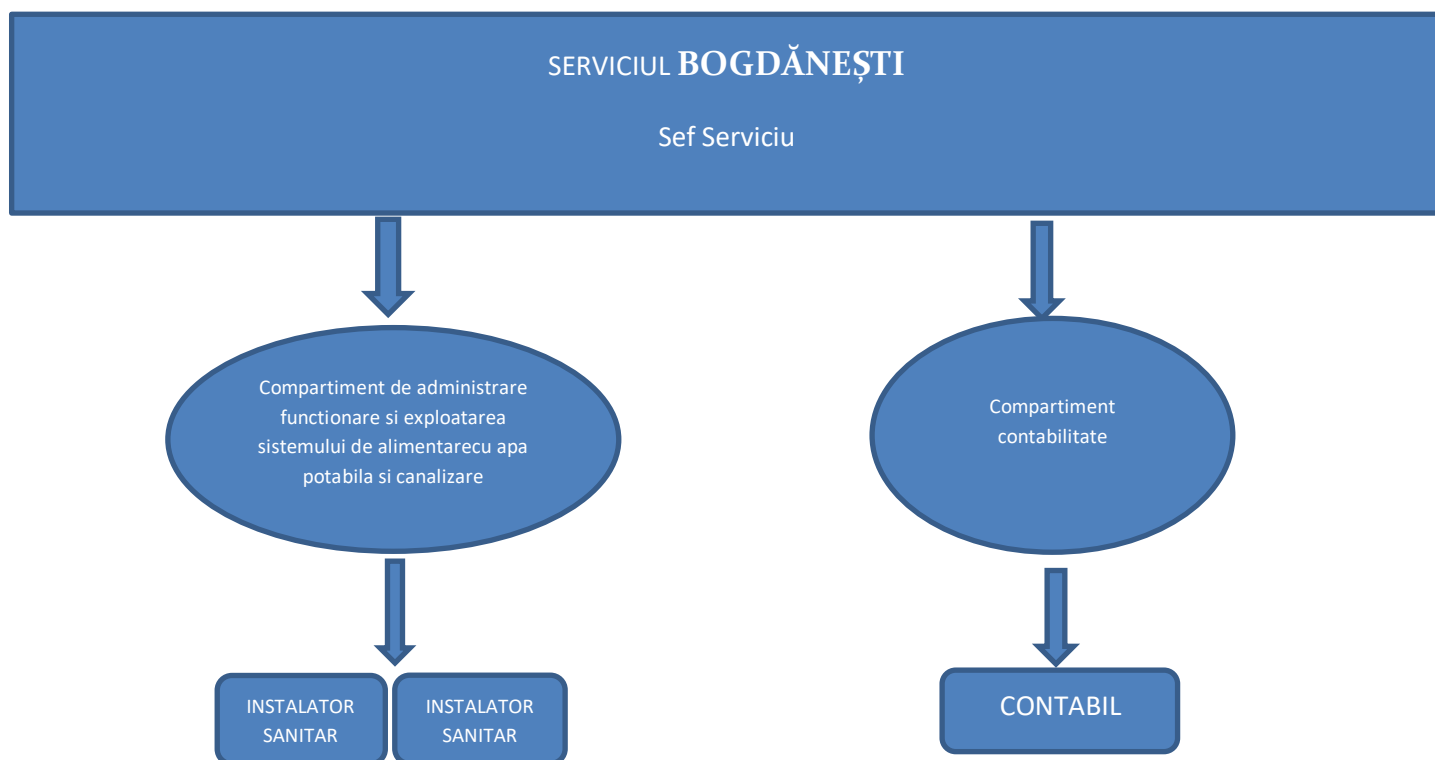 SERVICIUL BOGDĂNEȘTI
Sef Serviciu
Compartiment de administrare
functionare si exploatarea
sistemului de alimentarecu apa
potabila si canalizare
Compartiment
contabilitate
INSTALATOR
SANITAR
INSTALATOR
SANITAR
CONTABIL